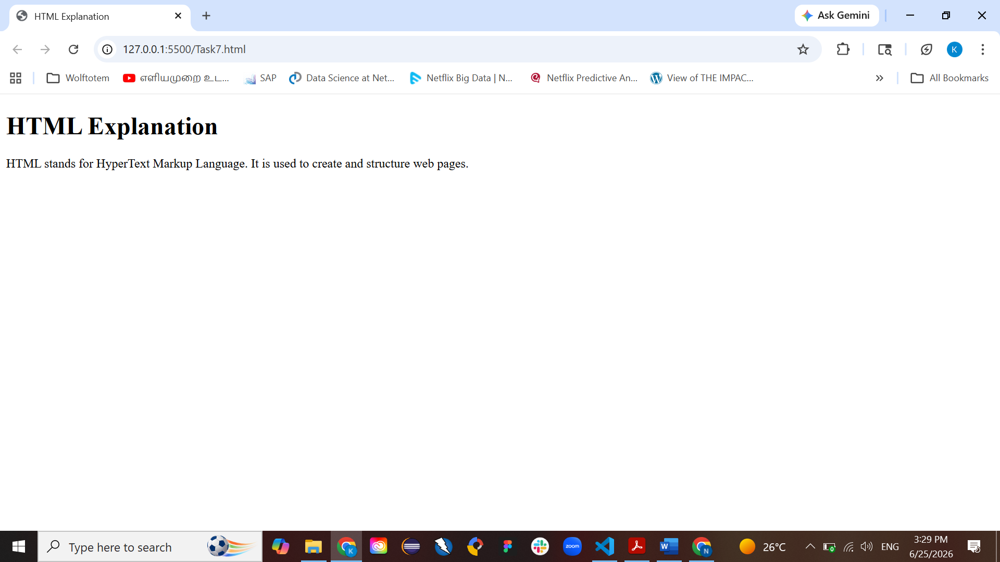 HTML Explanation
Ask Gemini
127.0.0.1:5500/Task7.html
K
Wolftotem
எளியமுறை உட...
SAP
Data Science at Net...
Netflix Big Data | N...
Netflix Predictive An...
View of THE IMPAC...
All Bookmarks
HTML Explanation
HTML stands for HyperText Markup Language. It is used to create and structure web pages.
Type here to search
K
zoom
W
N
26°C
ENG
3:29 PM
6/25/2026